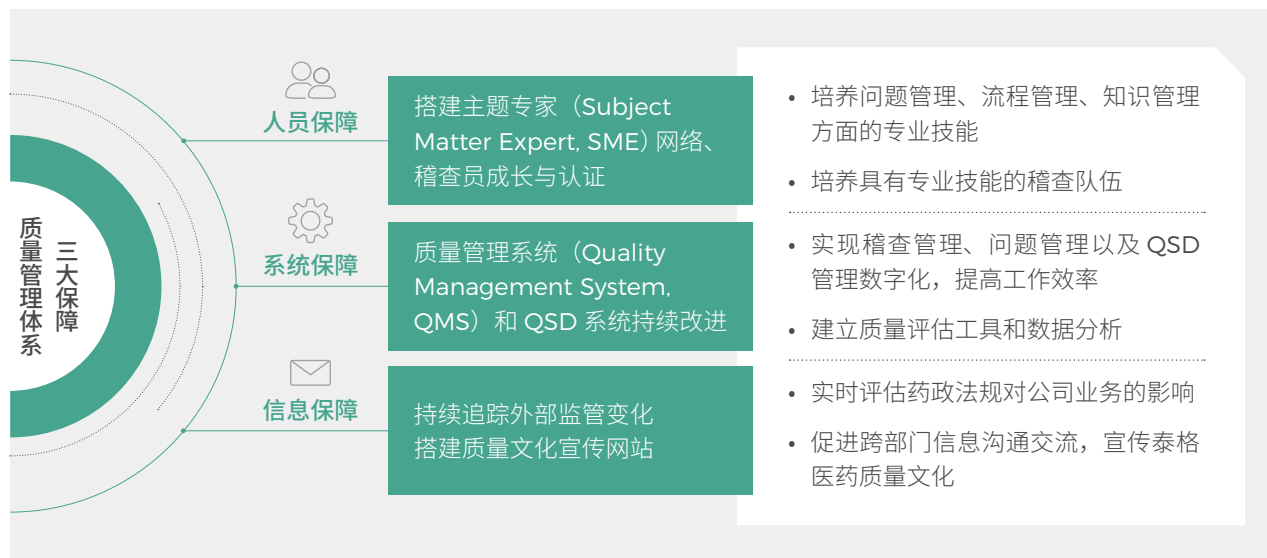 质量管理体系
三大保障
人员保障
搭建主题专家（Subject
Matter Expert, SME）网络、
稽查员成长与认证
• 培养问题管理、流程管理、知识管理
方面的专业技能
• 培养具有专业技能的稽查队伍
系统保障
质量管理系统（Quality
Management System,
QMS）和 QSD 系统持续改进
• 实现稽查管理、问题管理以及 QSD
管理数字化，提高工作效率
• 建立质量评估工具和数据分析
信息保障
持续追踪外部监管变化
搭建质量文化宣传网站
• 实时评估药政法规对公司业务的影响
• 促进跨部门信息沟通交流，宣传泰格
医药质量文化